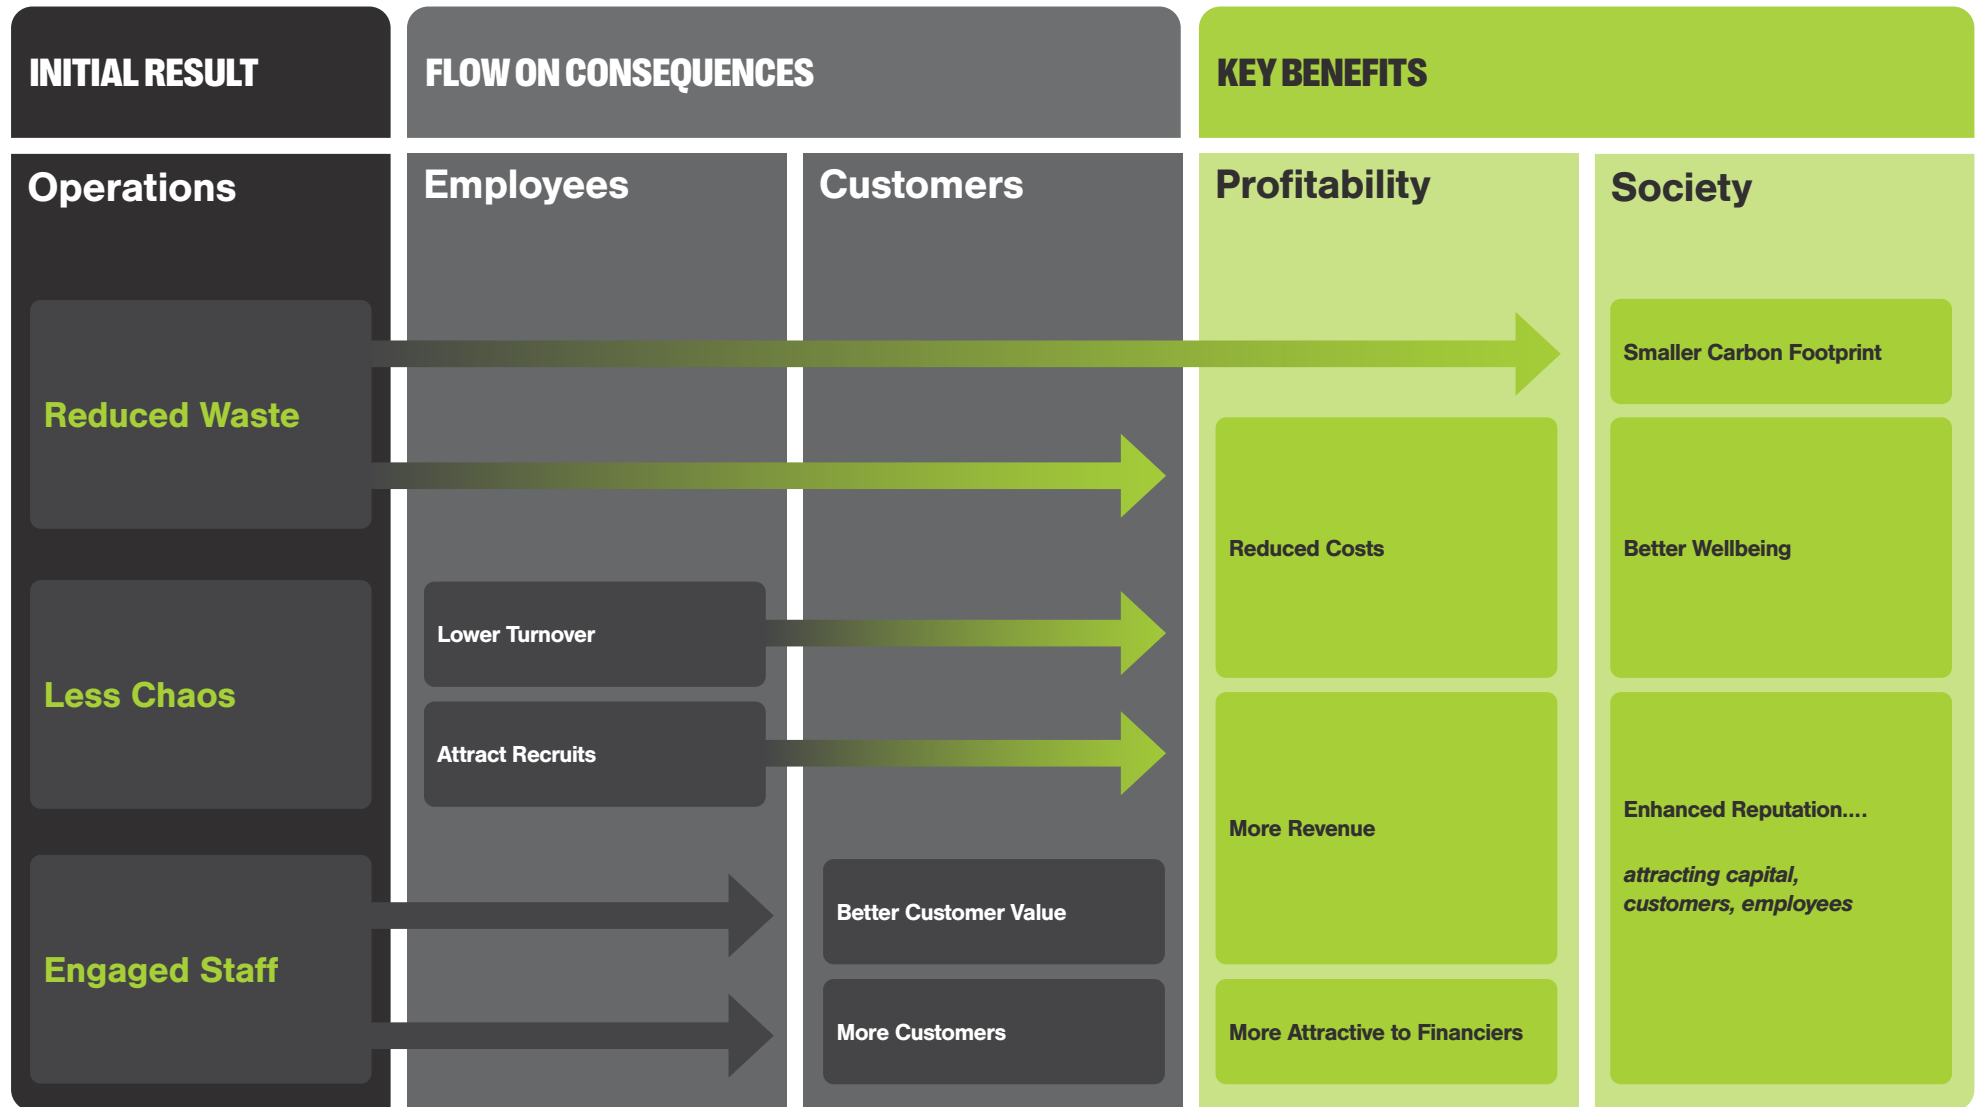 INITIAL RESULT
FLOW ON CONSEQUENCES
KEY BENEFITS
Operations
Employees
Customers
Profitability
Society
Reduced Waste
Less Chaos
Engaged Staff
Lower Turnover
Attract Recruits
Better Customer Value
More Customers
Reduced Costs
More Revenue
More Attractive to Financiers
Smaller Carbon Footprint
Better Wellbeing
Enhanced Reputation....
attracting capital,
customers, employees